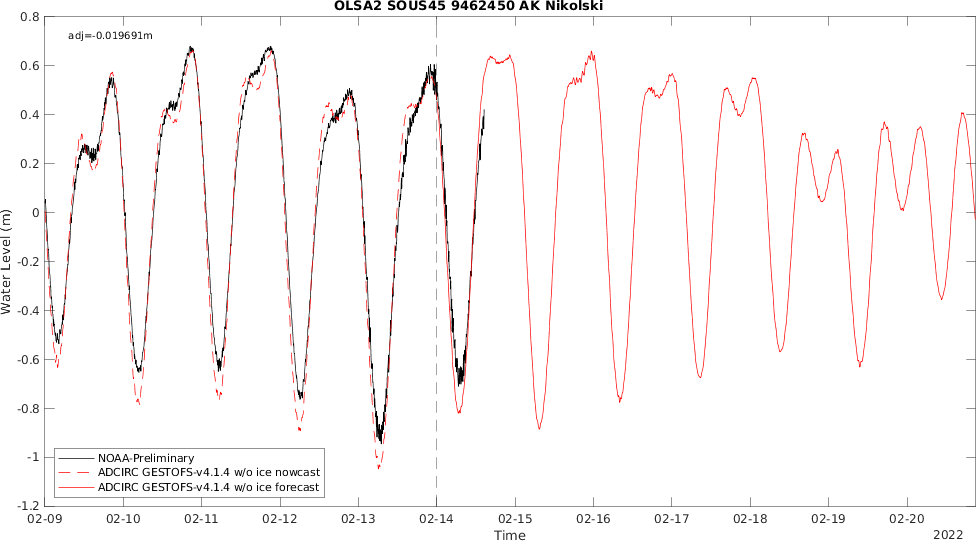 OLSA2 SOUS45 9462450 AK Nikolski
adj=-0.019691m
0.8
0.6
0.4
0.2
0
-0.2
-0.4
-0.6
-0.8
-1
-1.2
Water Level (m)
NOAA-Preliminary
ADCIRC GESTOFS-v4.1.4 w/o ice nowcast
ADCIRC GESTOFS-v4.1.4 w/o ice forecast
02-09 02-10 02-11 02-12 02-13 02-14 02-15 02-16 02-17 02-18 02-19 02-20
Time
2022